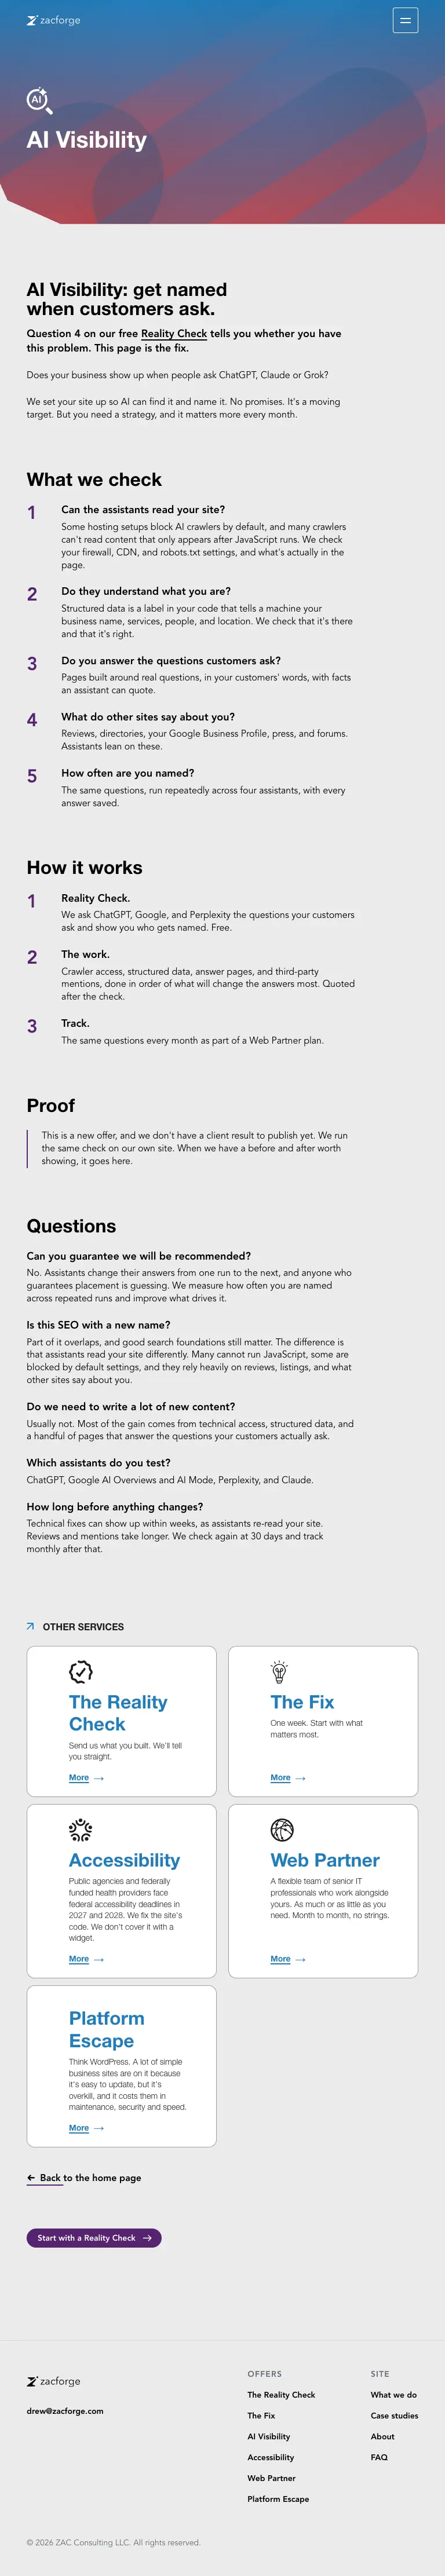 zacforge
AI
AI Visibility
AI Visibility: get named
when customers ask.
Question 4 on our free Reality Check tells you whether you have
this problem. This page is the fix.
Does your business show up when people ask ChatGPT, Claude or Grok?
We set your site up so AI can find it and name it. No promises. It's a moving
target. But you need a strategy, and it matters more every month.
What we check
1
Can the assistants read your site?
Some hosting setups block AI crawlers by default, and many crawlers
can't read content that only appears after JavaScript runs. We check
your firewall, CDN, and robots.txt settings, and what's actually in the
page.
2
Do they understand what you are?
Structured data is a label in your code that tells a machine your
business name, services, people, and location. We check that it's there
and that it's right.
3
Do you answer the questions customers ask?
Pages built around real questions, in your customers' words, with facts
an assistant can quote.
4
What do other sites say about you?
Reviews, directories, your Google Business Profile, press, and forums.
Assistants lean on these.
5
How often are you named?
The same questions, run repeatedly across four assistants, with every
answer saved.
How it works
1
Reality Check.
We ask ChatGPT, Google, and Perplexity the questions your customers
ask and show you who gets named. Free.
2
The work.
Crawler access, structured data, answer pages, and third-party
mentions, done in order of what will change the answers most. Quoted
after the check.
3
Track.
The same questions every month as part of a Web Partner plan.
Proof
This is a new offer, and we don't have a client result to publish yet. We run
the same check on our own site. When we have a before and after worth
showing, it goes here.
Questions
Can you guarantee we will be recommended?
No. Assistants change their answers from one run to the next, and anyone who
guarantees placement is guessing. We measure how often you are named
across repeated runs and improve what drives it.
Is this SEO with a new name?
Part of it overlaps, and good search foundations still matter. The difference is
that assistants read your site differently. Many cannot run JavaScript, some are
blocked by default settings, and they rely heavily on reviews, listings, and what
other sites say about you.
Do we need to write a lot of new content?
Usually not. Most of the gain comes from technical access, structured data, and
a handful of pages that answer the questions your customers actually ask.
Which assistants do you test?
ChatGPT, Google AI Overviews and AI Mode, Perplexity, and Claude.
How long before anything changes?
Technical fixes can show up within weeks, as assistants re-read your site.
Reviews and mentions take longer. We check again at 30 days and track
monthly after that.
OTHER SERVICES
The Reality
Check
Send us what you built. We'll tell
you straight.
More
The Fix
One week. Start with what
matters most.
More
Accessibility
Public agencies and federally
funded health providers face
federal accessibility deadlines in
2027 and 2028. We fix the site's
code. We don't cover it with a
widget.
More
Web Partner
A flexible team of senior IT
professionals who work alongside
yours. As much or as little as you
need. Month to month, no strings.
More
Platform
Escape
Think WordPress. A lot of simple
business sites are on it because
it's easy to update, but it's
overkill, and it costs them in
maintenance, security and speed.
More
Back to the home page
Start with a Reality Check
zacforge
drew@zacforge.com
OFFERS
The Reality Check
The Fix
AI Visibility
Accessibility
Web Partner
Platform Escape
SITE
What we do
Case studies
About
FAQ
© 2026 ZAC Consulting LLC. All rights reserved.